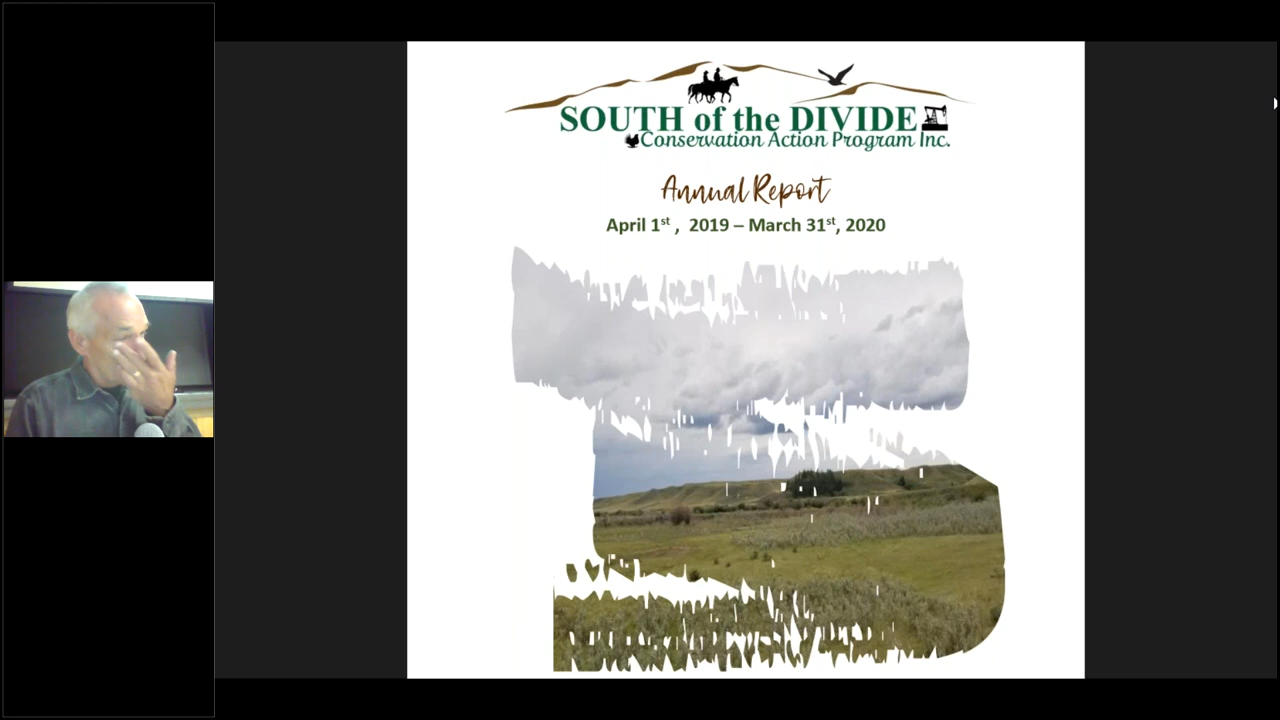 SOUTH of the DIVIDE
Conservation Action Program Inc.
Annual Report
April 1st , 2019 – March 31st, 2020